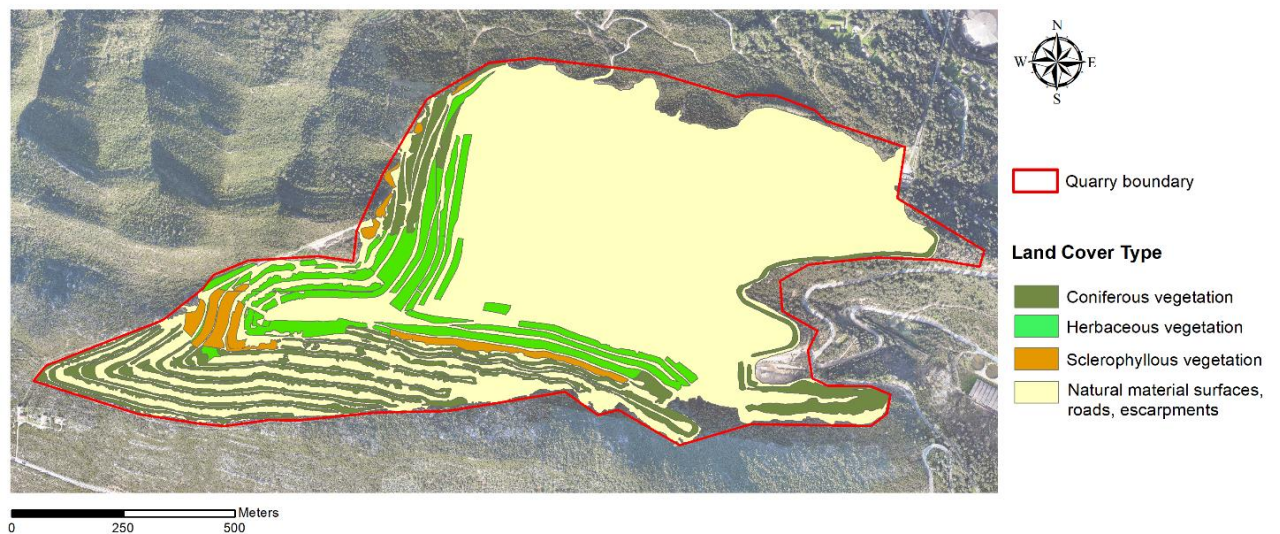 N
W E
S
Quarry boundary
Land Cover Type
Coniferous vegetation
Herbaceous vegetation
Sclerophyllous vegetation
Natural material surfaces,
roads, escarpments
Meters
0 250 500